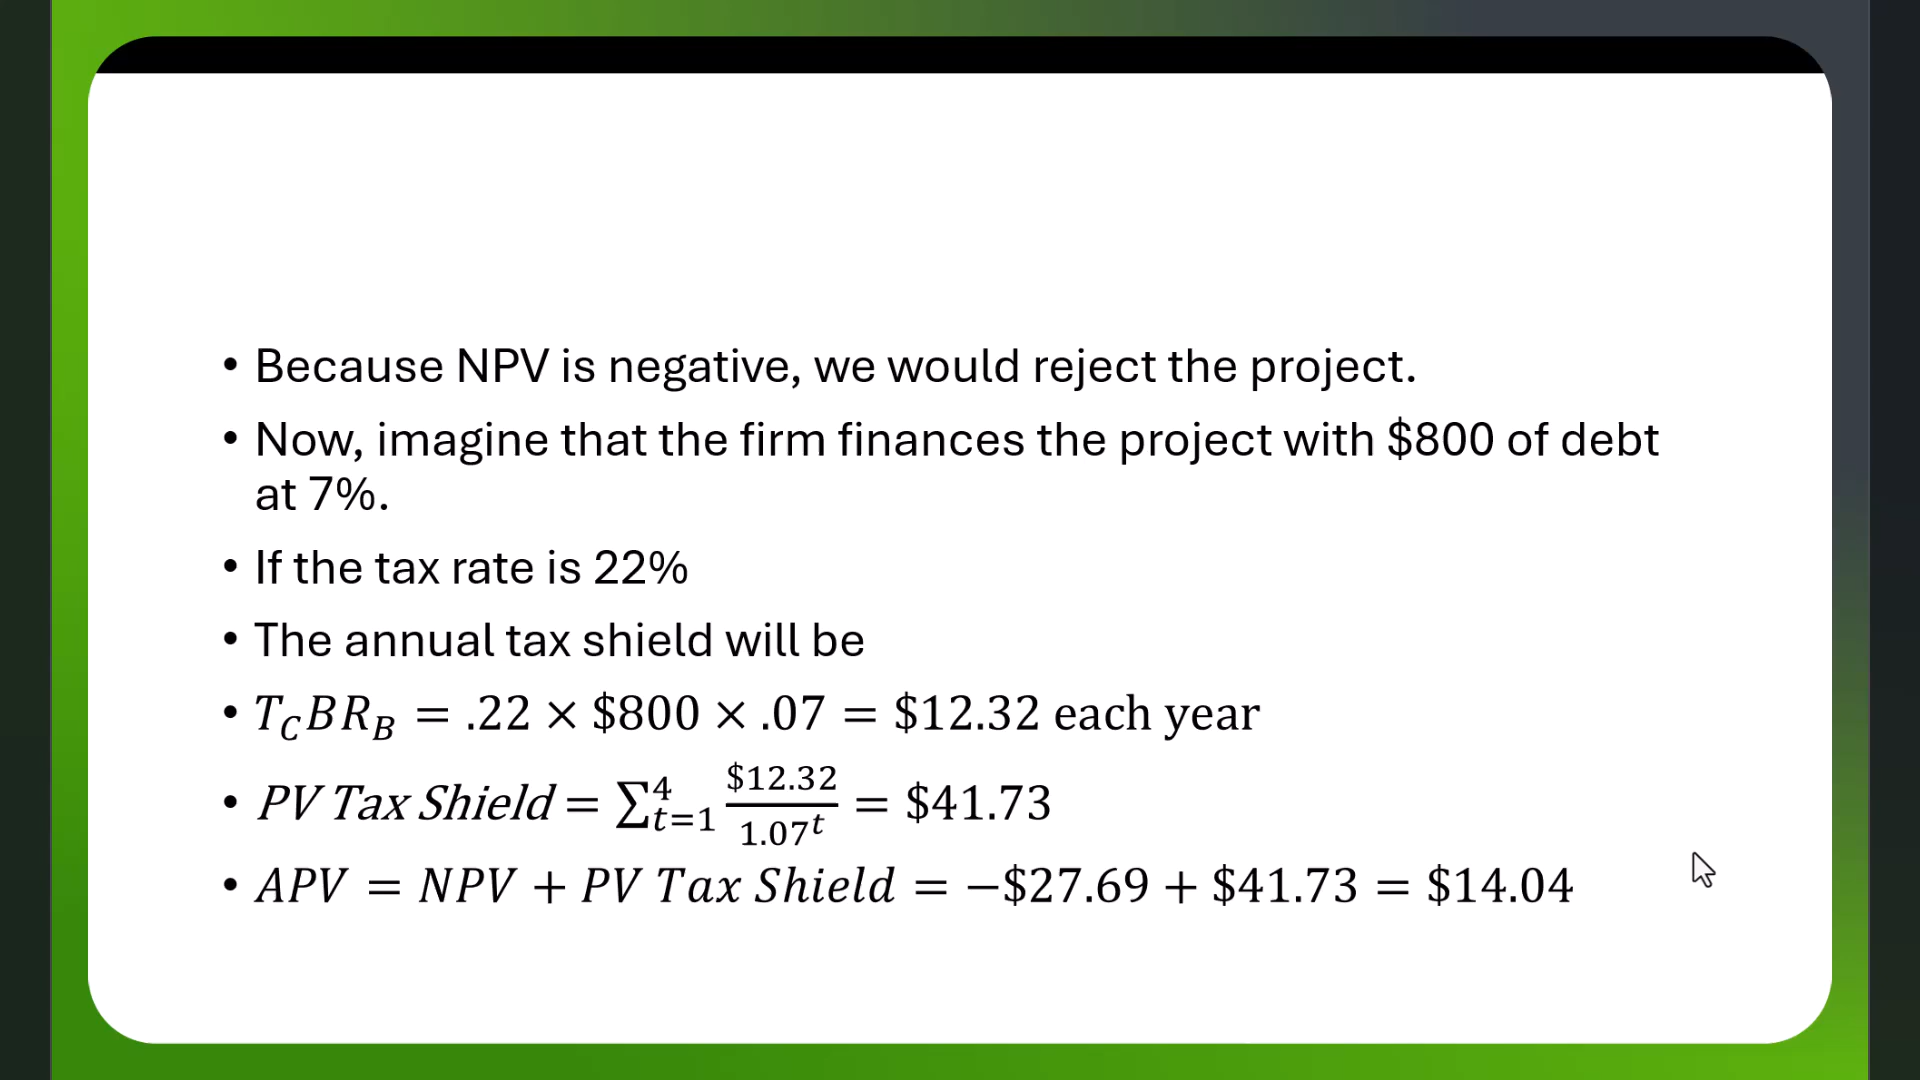 • Because NPV is negative, we would reject the project.
• Now, imagine that the firm finances the project with $800 of debt
at 7%.
• If the tax rate is 22%
• The annual tax shield will be
• T_C B R_B = .22 × $800 × .07 = $12.32 each year
• PV Tax Shield = ∑_{t=1}^{4} $12.32 / 1.07^t = $41.73
• APV = NPV + PV Tax Shield = −$27.69 + $41.73 = $14.04